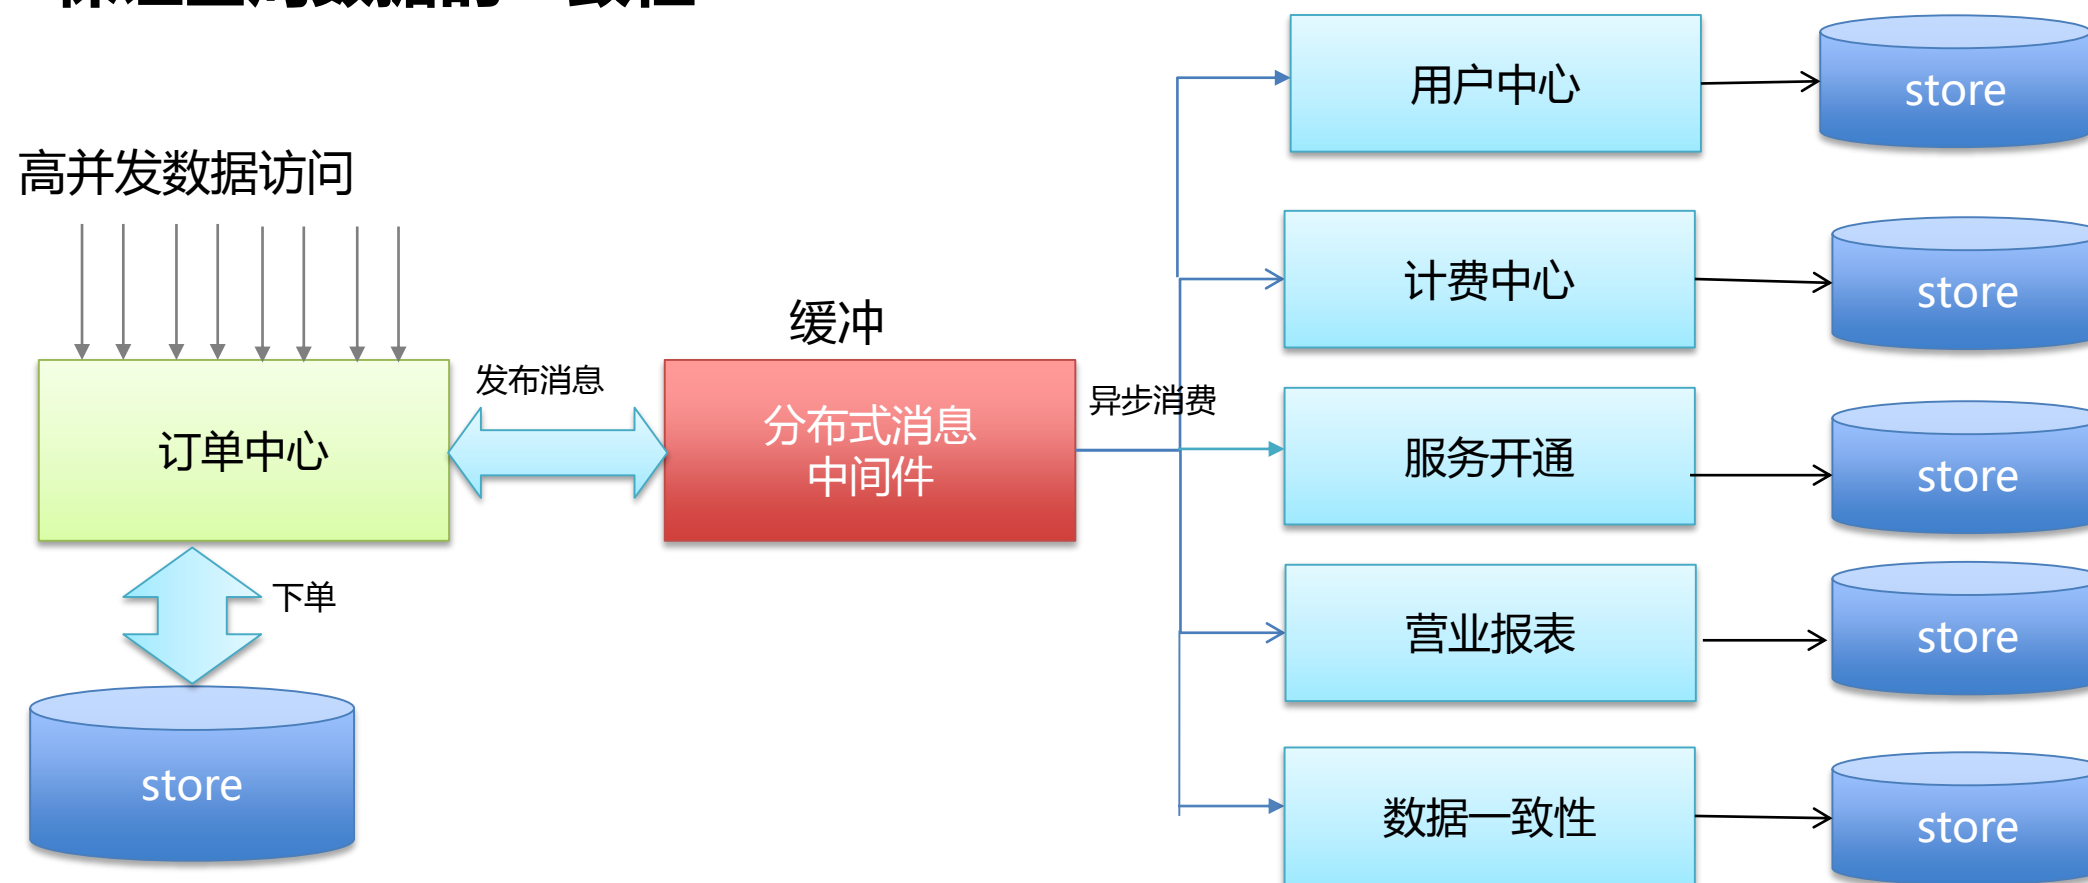 用户中心
store
高并发数据访问
计费中心
store
缓冲
发布消息
异步消费
订单中心
分布式消息
中间件
服务开通
store
下单
营业报表
store
store
数据一致性
store